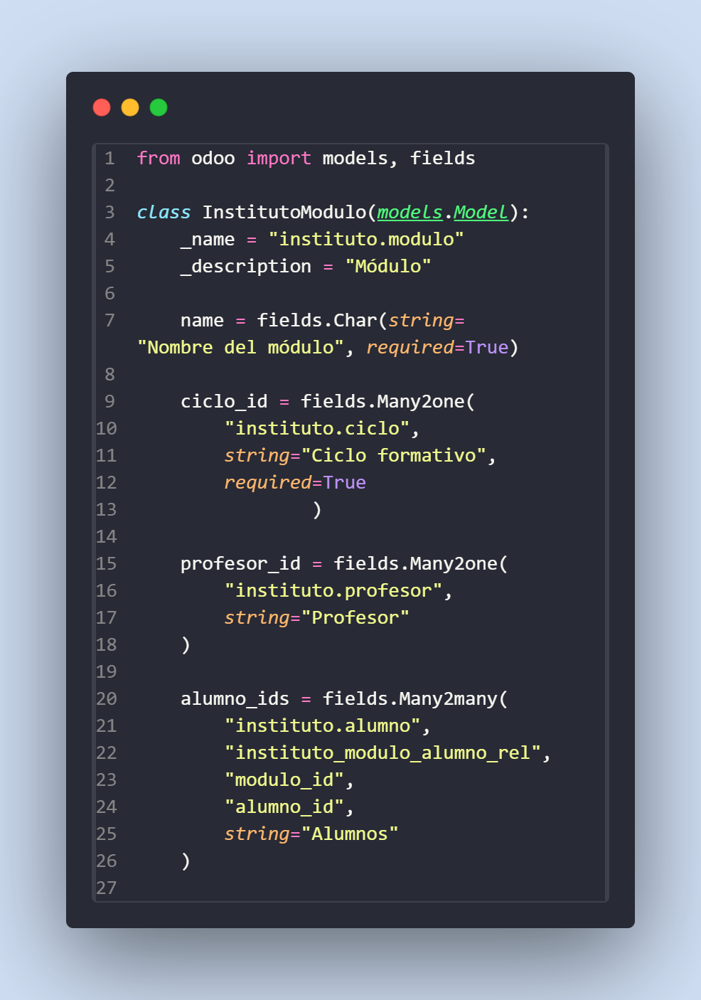 1 from odoo import models, fields
2
3 class InstitutoModulo(models.Model):
4     _name = "instituto.modulo"
5     _description = "Módulo"
6
7     name = fields.Char(string=
"Nombre del módulo", required=True)
8
9     ciclo_id = fields.Many2one(
10         "instituto.ciclo",
11         string="Ciclo formativo",
12         required=True
13                 )
14
15     profesor_id = fields.Many2one(
16         "instituto.profesor",
17         string="Profesor"
18     )
19
20     alumno_ids = fields.Many2many(
21         "instituto.alumno",
22         "instituto_modulo_alumno_rel",
23         "modulo_id",
24         "alumno_id",
25         string="Alumnos"
26     )
27